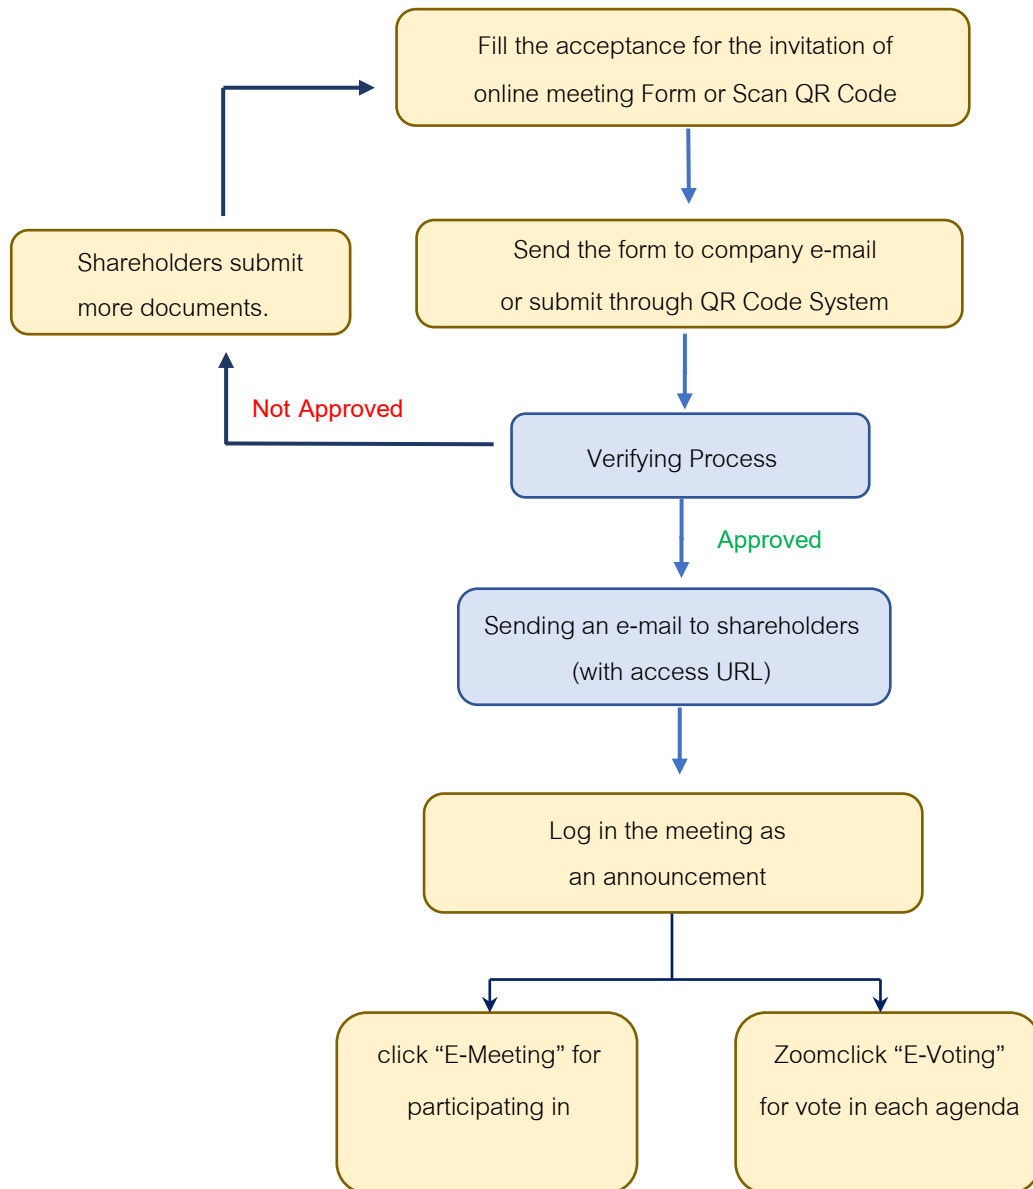 Fill the acceptance for the invitation of
online meeting Form or Scan QR Code
Send the form to company e-mail
or submit through QR Code System
Shareholders submit
more documents.
Not Approved
Verifying Process
Approved
Sending an e-mail to shareholders
(with access URL)
Log in the meeting as
an announcement
click “E-Meeting” for
participating in
Zoomclick “E-Voting”
for vote in each agenda